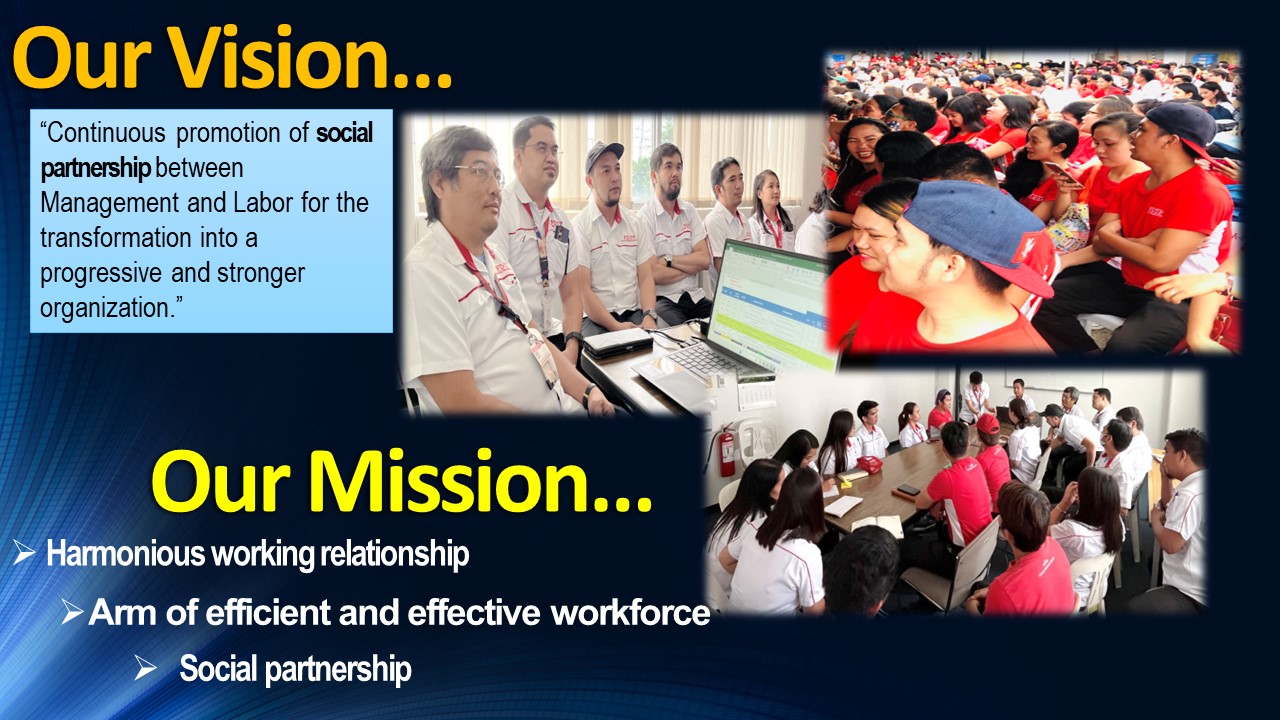 Our Vision...
“Continuous promotion of social
partnership between
Management and Labor for the
transformation into a
progressive and stronger
organization.”
Our Mission...
Harmonious working relationship
Arm of efficient and effective workforce
Social partnership